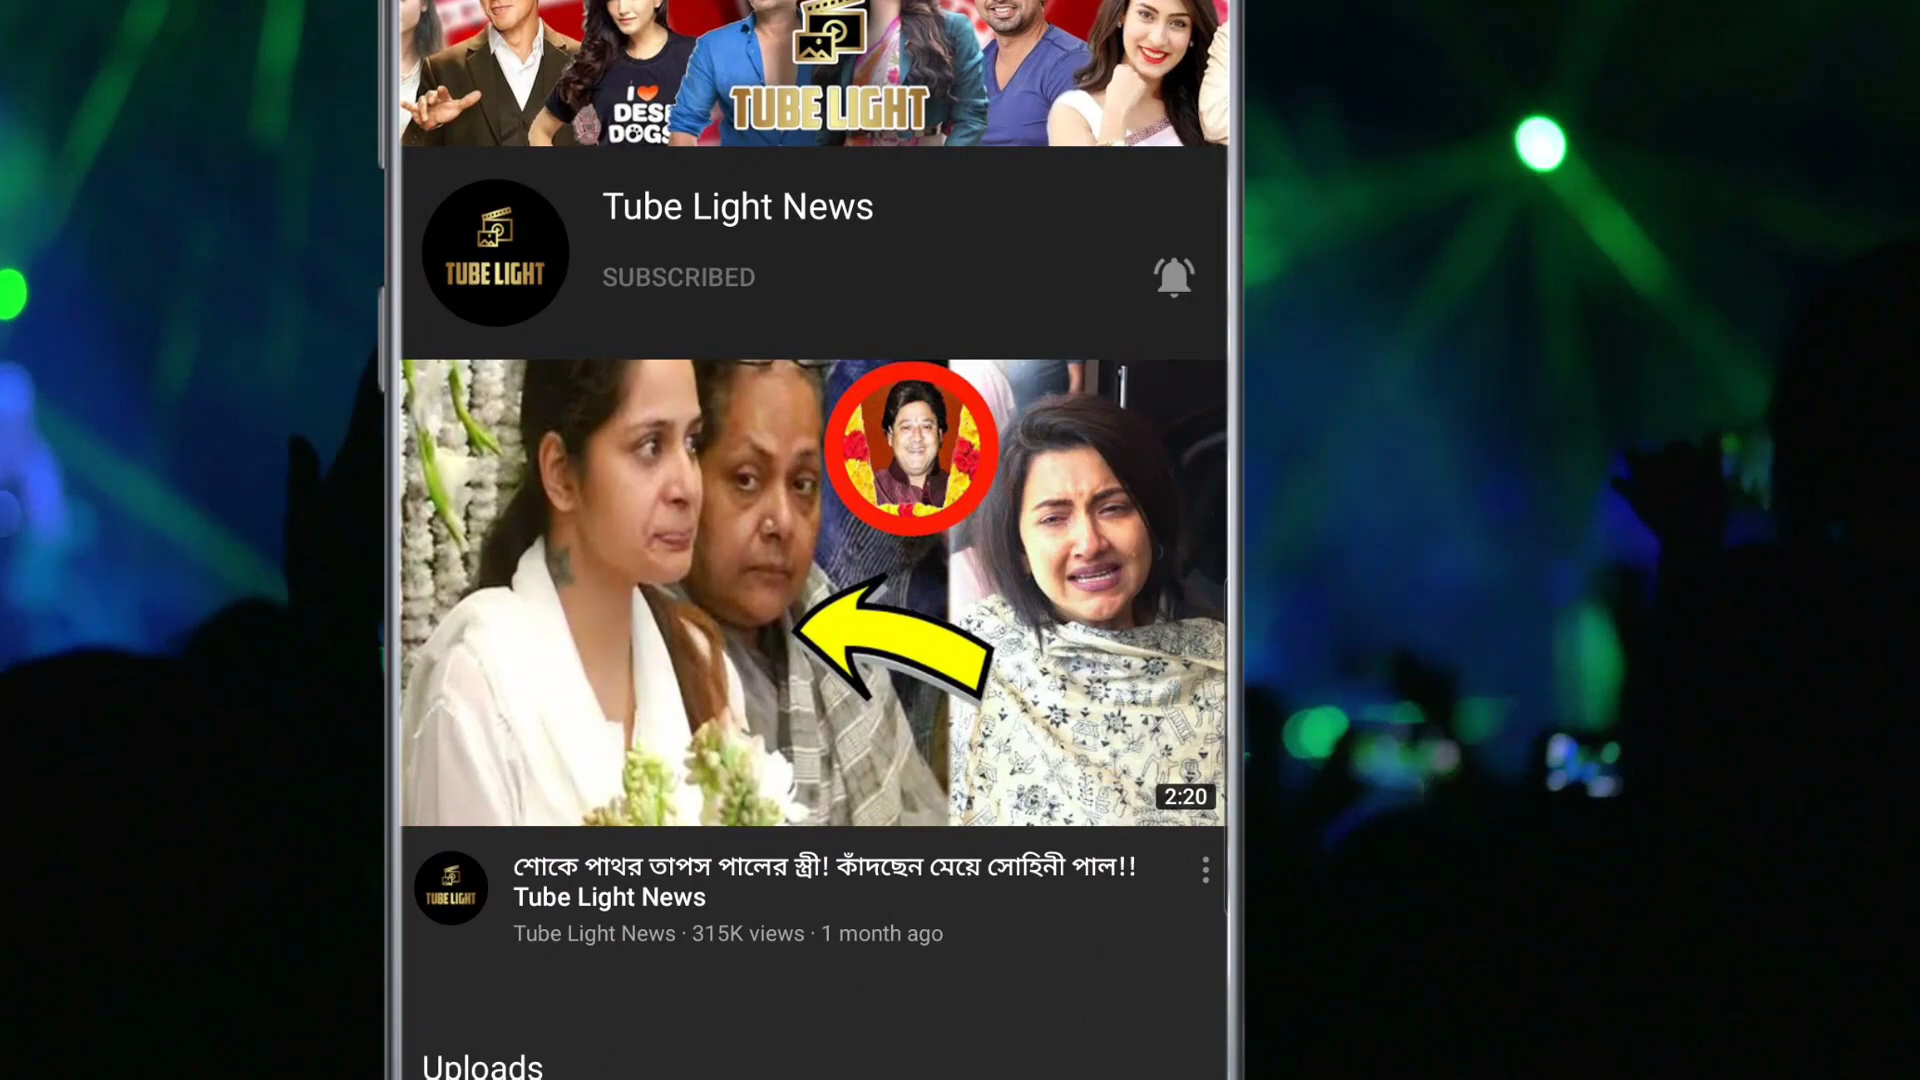 I
DESI
DOGS
TUBE LIGHT
Tube Light News
TUBE LIGHT
SUBSCRIBED
2:20
শোকে পাথর তাপস পালের স্ত্রী! কাঁদছেন মেয়ে সোহিনী পাল!!
TUBE LIGHT
Tube Light News
Tube Light News · 315K views · 1 month ago
Uploads